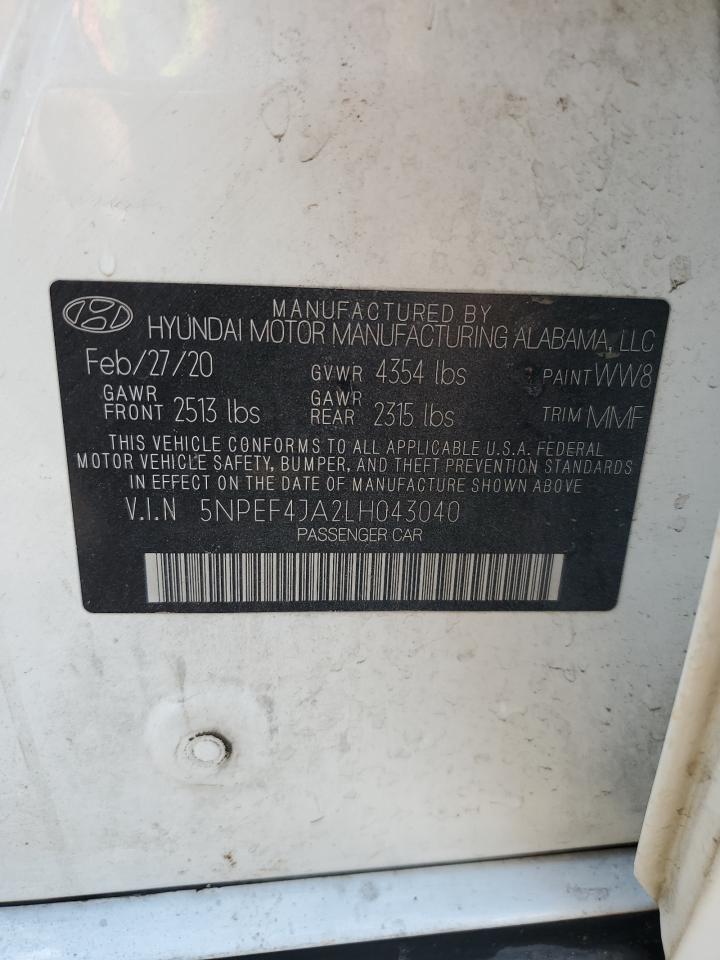 MANUFACTURED BY
HYUNDAI MOTOR MANUFACTURING ALABAMA, LLC
Feb/27/20 GVWR 4354 lbs PAINT WW8
GAWR FRONT 2513 lbs GAWR REAR 2315 lbs TRIM MMF
THIS VEHICLE CONFORMS TO ALL APPLICABLE U.S.A. FEDERAL
MOTOR VEHICLE SAFETY, BUMPER, AND THEFT PREVENTION STANDARDS
IN EFFECT ON THE DATE OF MANUFACTURE SHOWN ABOVE.
V.I.N 5NPEF4JA2LH043040
PASSENGER CAR